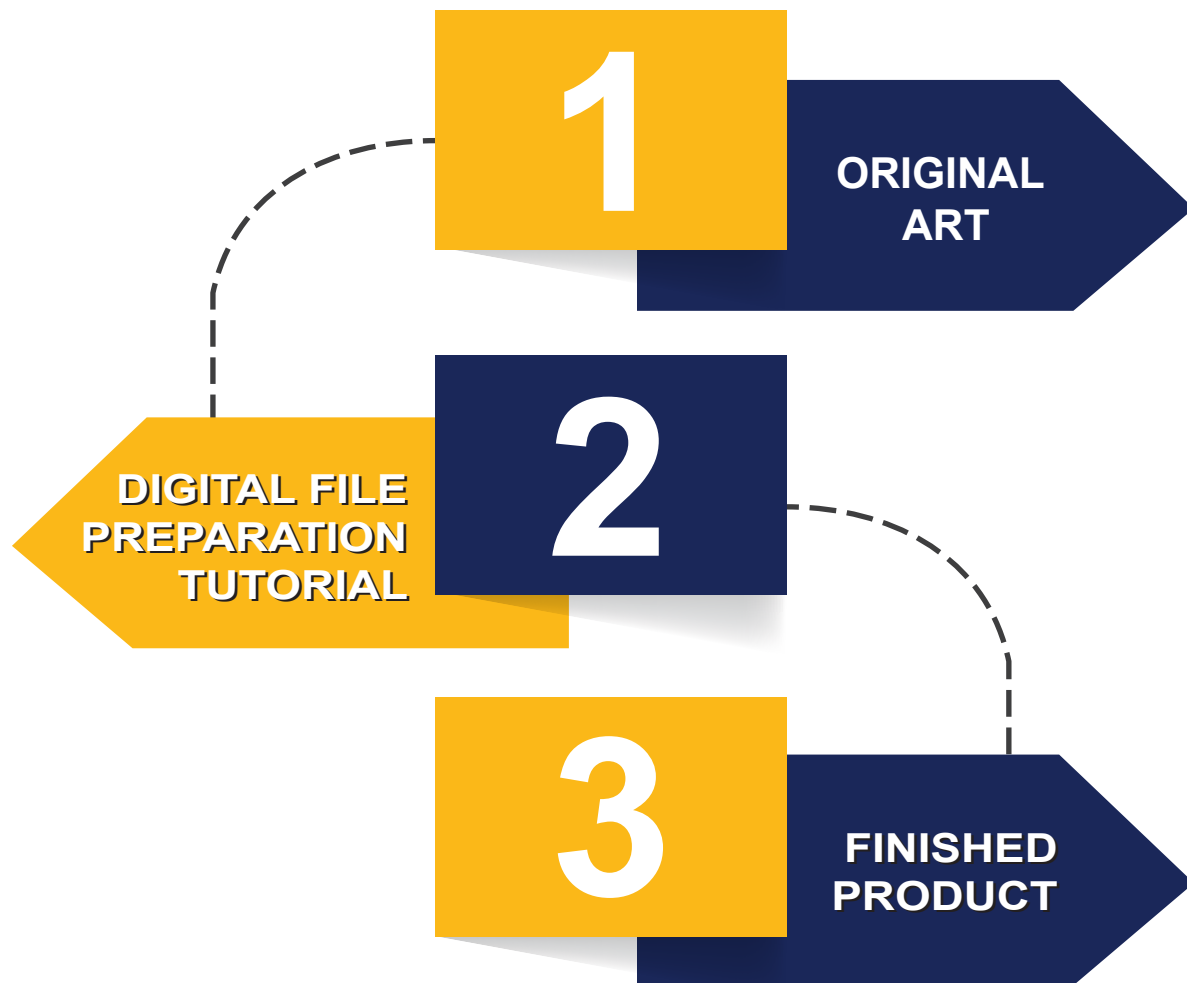 1
ORIGINAL
ART
2
DIGITAL FILE
PREPARATION
TUTORIAL
3
FINISHED
PRODUCT